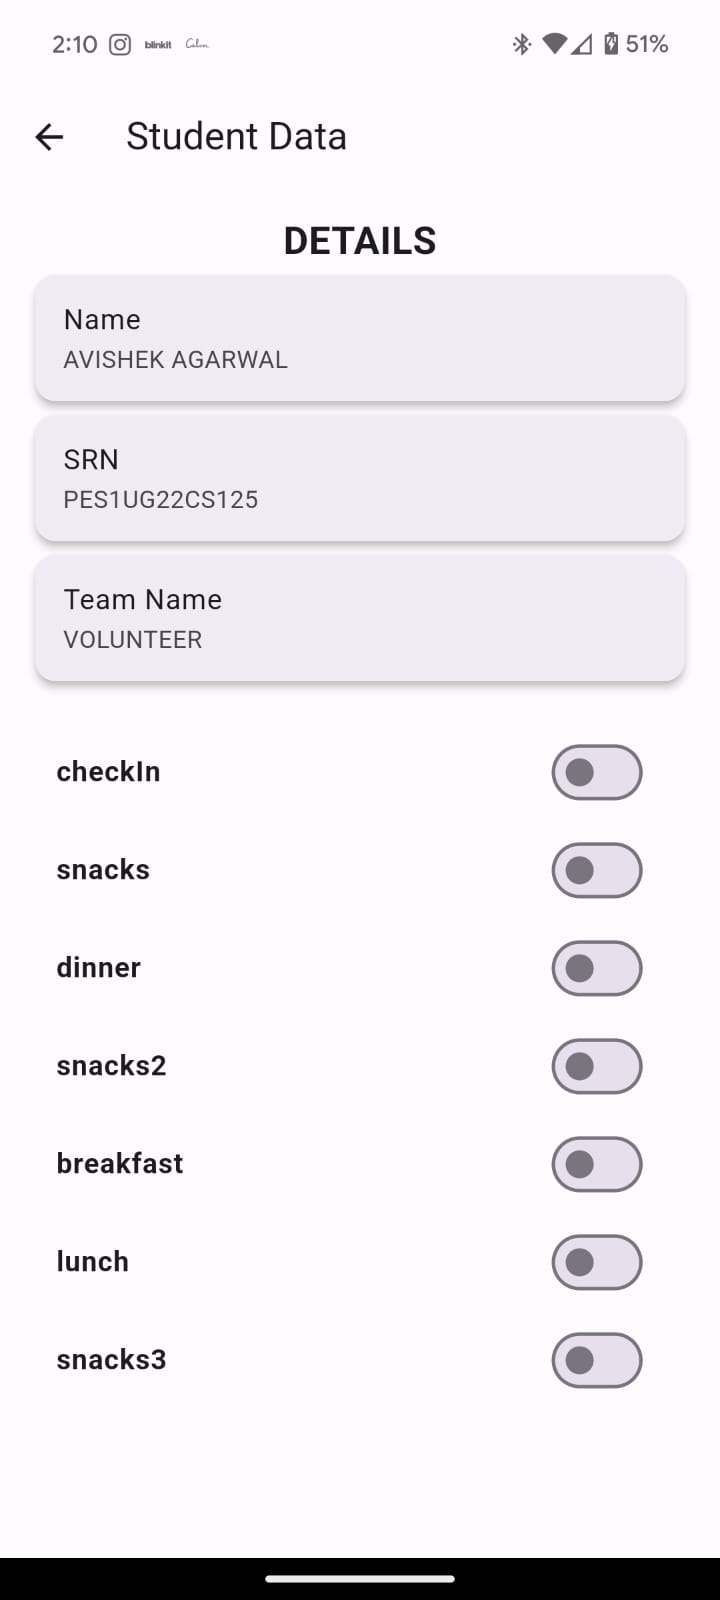 2:10 blinkit Calm 51%
Student Data
DETAILS
Name
AVISHEK AGARWAL
SRN
PES1UG22CS125
Team Name
VOLUNTEER
checkIn
snacks
dinner
snacks2
breakfast
lunch
snacks3